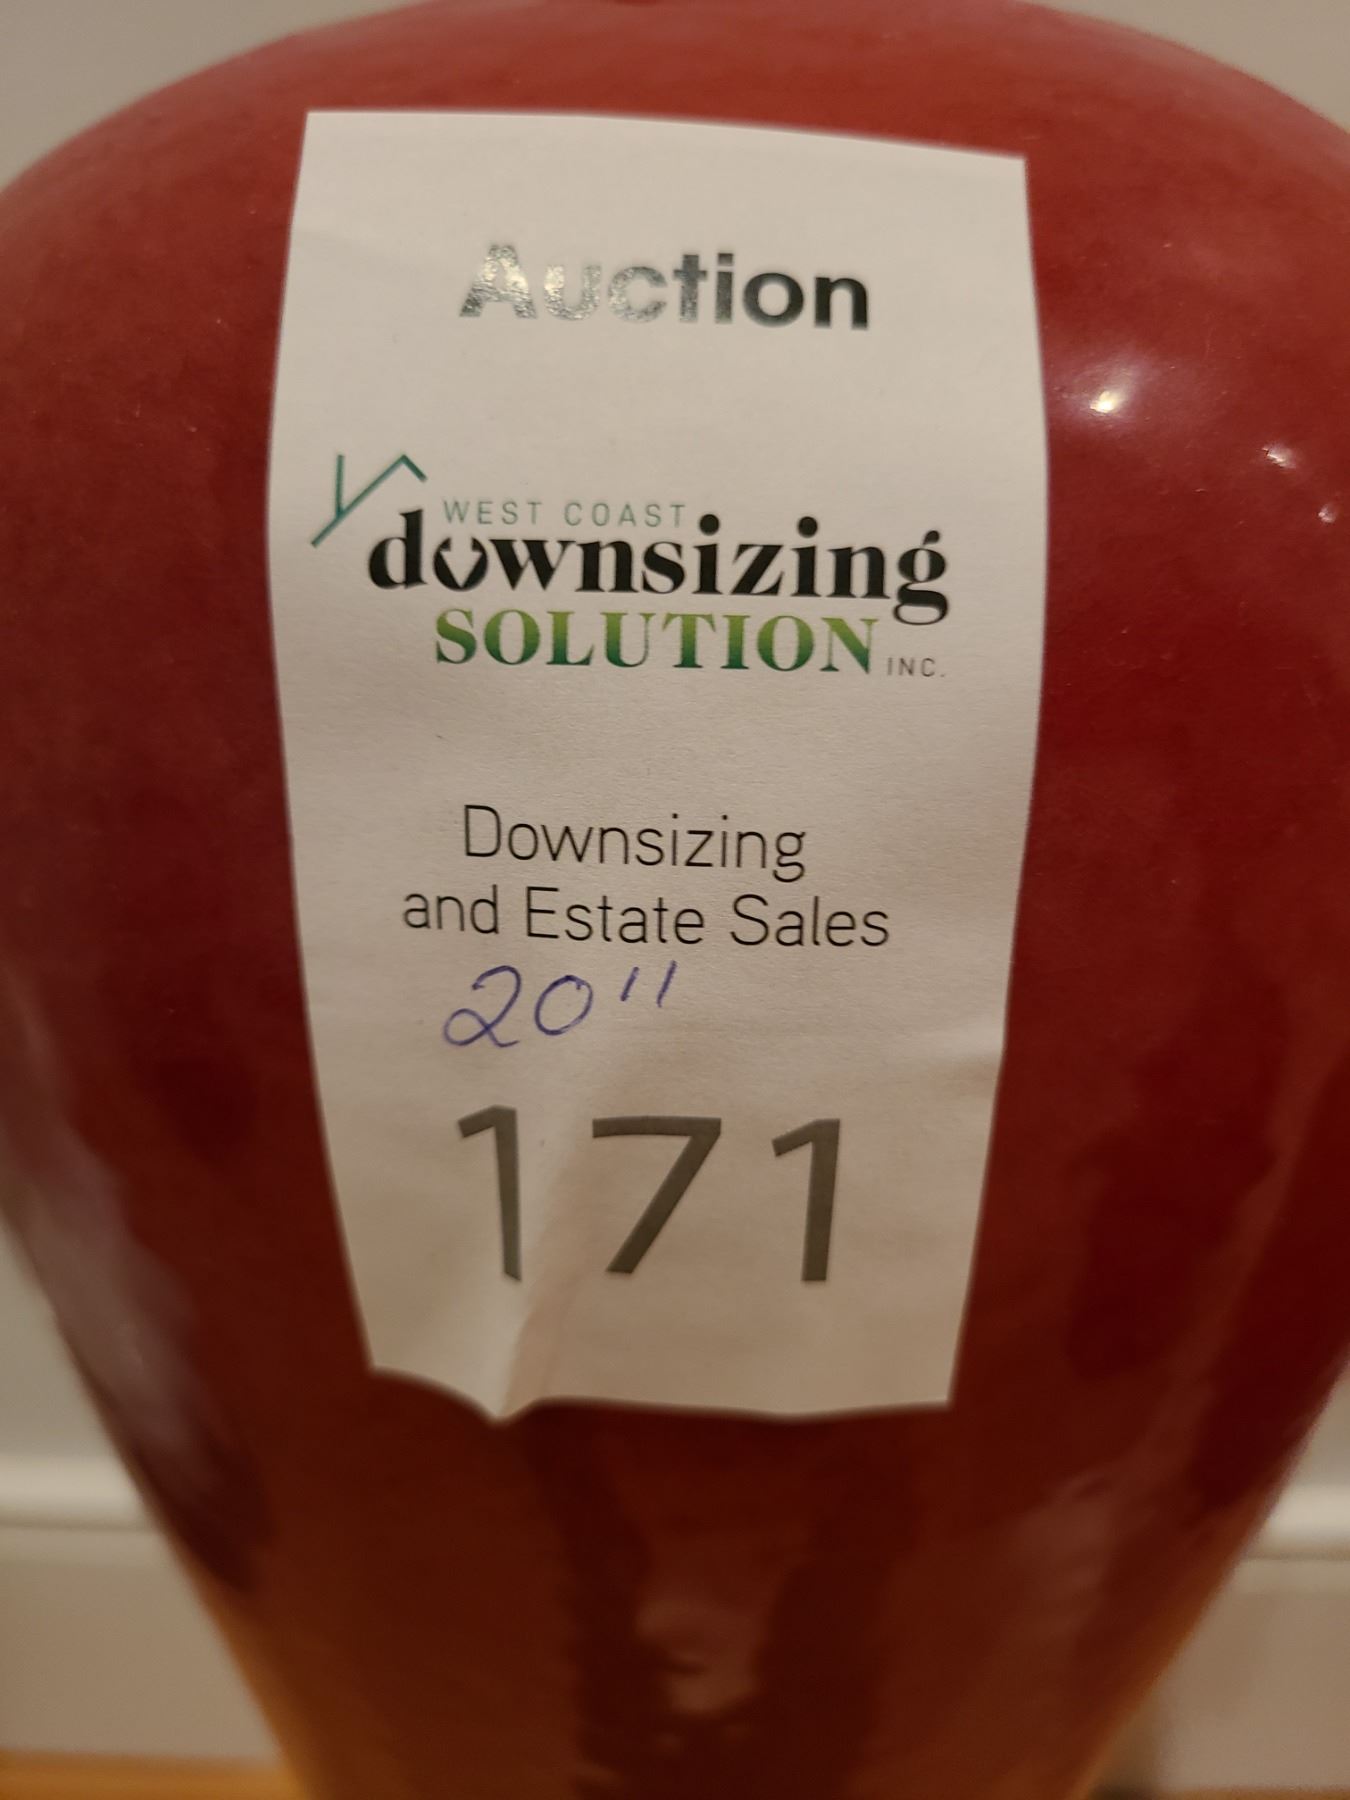 Auction
WEST COAST
downsizing
SOLUTION INC.
Downsizing
and Estate Sales
20"
171